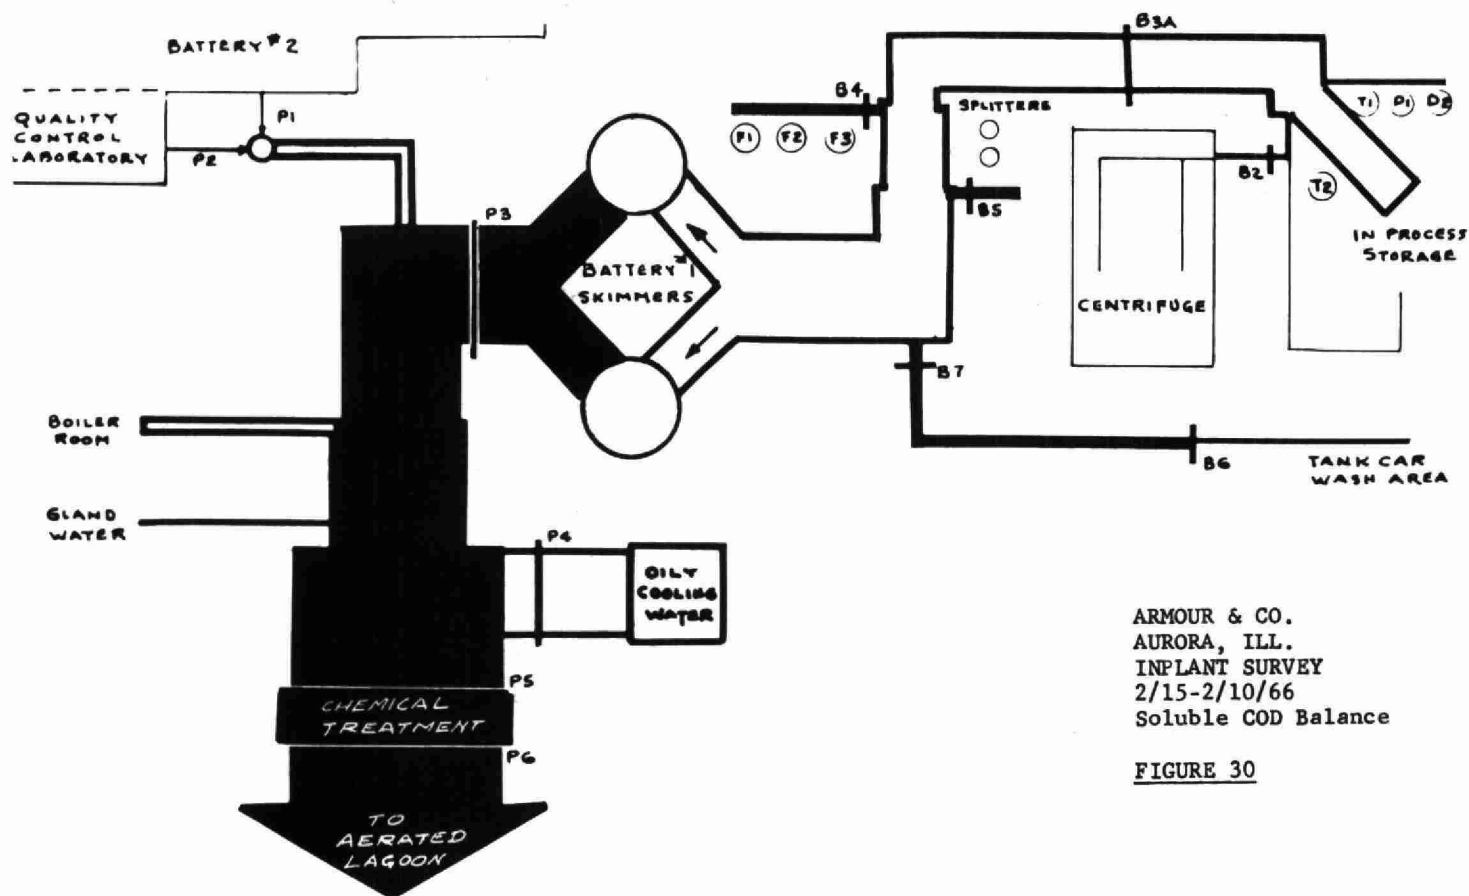 BATTERY #2
QUALITY
CONTROL
LABORATORY
P1
P2
P3
BATTERY #1
SKIMMERS
B4
F1 F2 F3
SPLITTERS
B3A
B5
B2
T1 D1 D2
T2
IN PROCESS
STORAGE
CENTRIFUGE
B7
B6
TANK CAR
WASH AREA
BOILER
ROOM
GLAND
WATER
P4
OILY
COOLING
WATER
P5
CHEMICAL
TREATMENT
P6
TO
AERATED
LAGOON
ARMOUR & CO.
AURORA, ILL.
INPLANT SURVEY
2/15-2/10/66
Soluble COD Balance
FIGURE 30